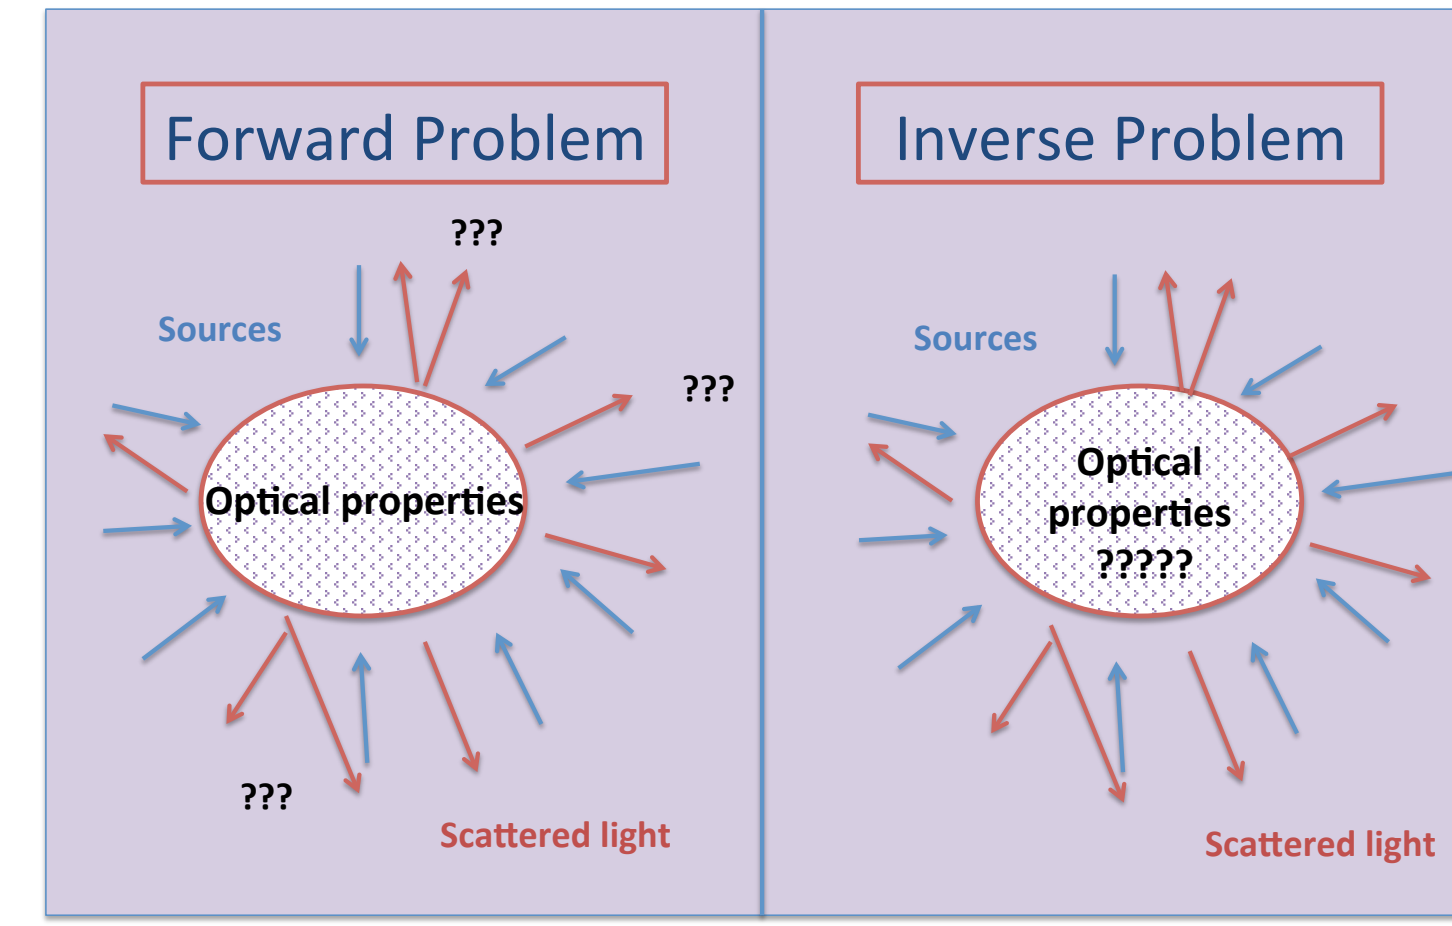 Forward Problem
???
Sources
???
Optical properties
???
Scattered light
Inverse Problem
Sources
Optical
properties
?????
Scattered light